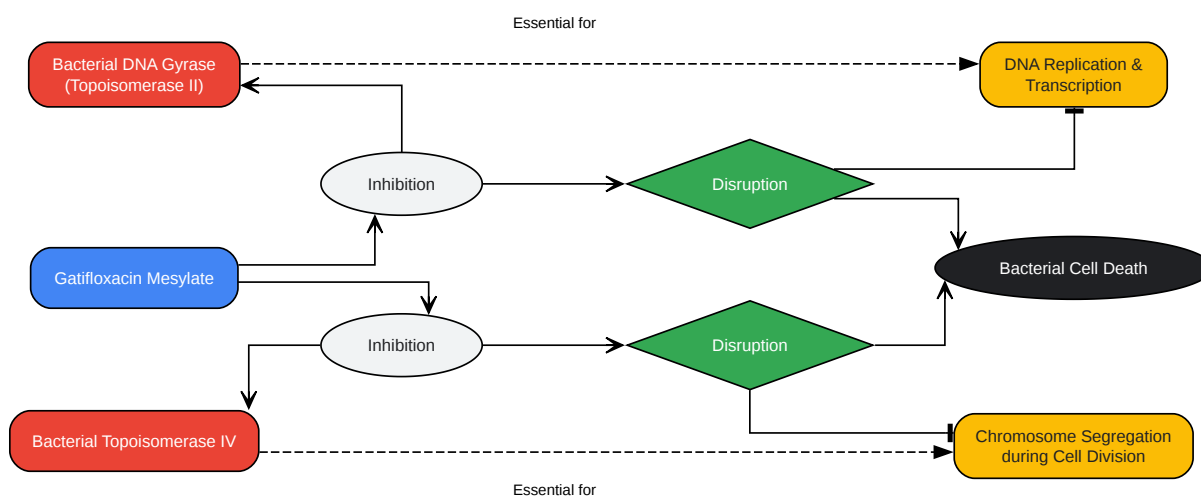 Essential for
Bacterial DNA Gyrase
(Topoisomerase II)
DNA Replication &
Transcription
Inhibition
Disruption
Gatifloxacin Mesylate
Bacterial Cell Death
Inhibition
Disruption
Bacterial Topoisomerase IV
Chromosome Segregation
during Cell Division
Essential for